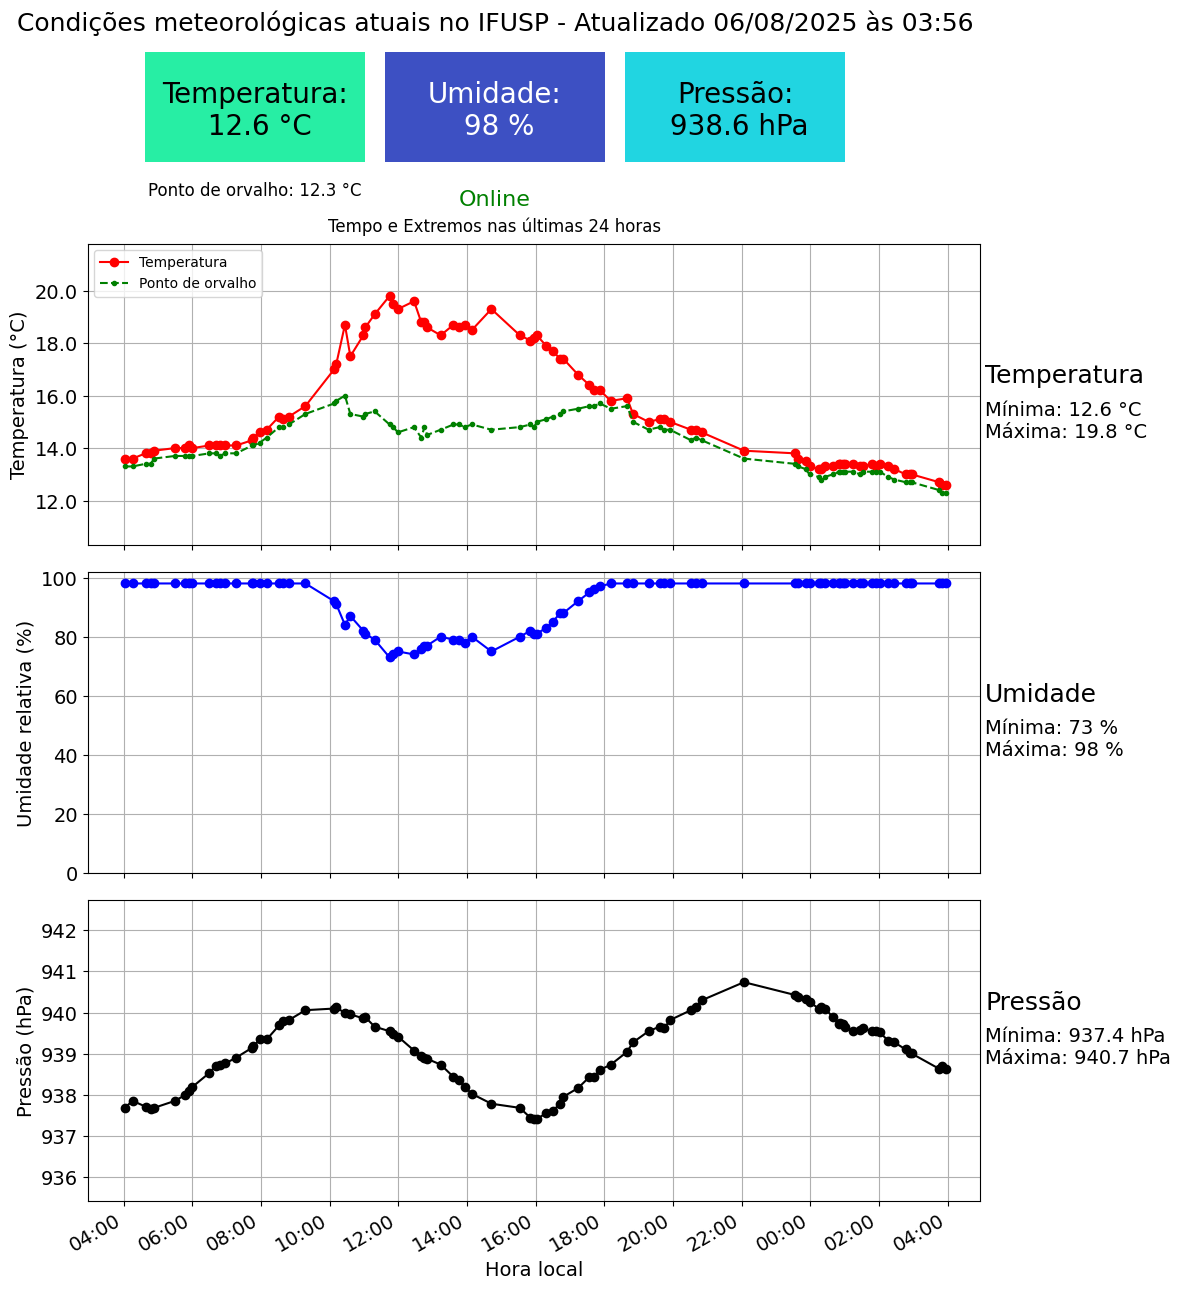 Condições meteorológicas atuais no IFUSP - Atualizado 06/08/2025 às 03:56
Temperatura:
12.6 °C
Umidade:
98 %
Pressão:
938.6 hPa
Ponto de orvalho: 12.3 °C
Online
Tempo e Extremos nas últimas 24 horas
Temperatura
Ponto de orvalho
Temperatura (°C)
20.0
18.0
16.0
14.0
12.0
Temperatura
Mínima: 12.6 °C
Máxima: 19.8 °C
Umidade relativa (%)
100
80
60
40
20
0
Umidade
Mínima: 73 %
Máxima: 98 %
Pressão (hPa)
942
941
940
939
938
937
936
Pressão
Mínima: 937.4 hPa
Máxima: 940.7 hPa
04:00
06:00
08:00
10:00
12:00
14:00
16:00
18:00
20:00
22:00
00:00
02:00
04:00
Hora local